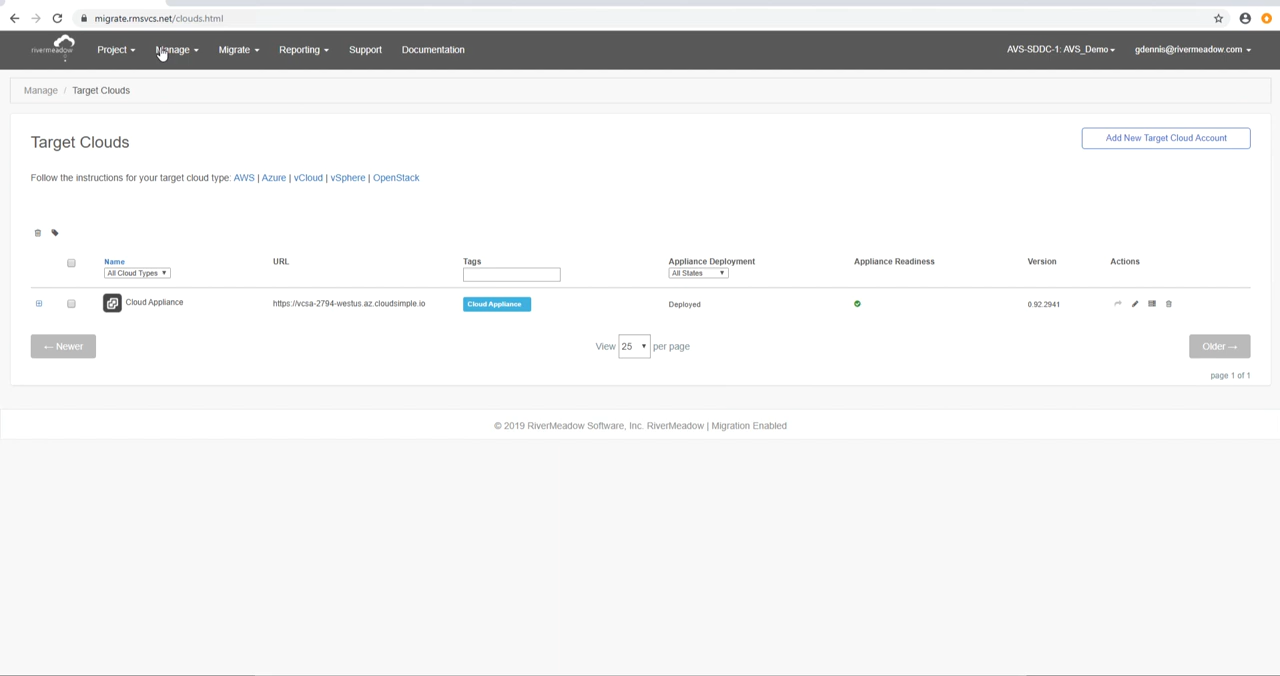 migrate.rmsvcs.net/clouds.html
rivermeadow
Project
Manage
Migrate
Reporting
Support
Documentation
AVS-SDDC-1: AVS_Demo
gdennis@rivermeadow.com
Manage / Target Clouds
Target Clouds
Add New Target Cloud Account
Follow the instructions for your target cloud type: AWS | Azure | vCloud | vSphere | OpenStack
Name
URL
Tags
Appliance Deployment
Appliance Readiness
Version
Actions
All Cloud Types
All States
Cloud Appliance
https://vcsa-2794-westus.az.cloudsimple.io
Cloud Appliance
Deployed
0.92.2941
← Newer
View 25 per page
Older →
page 1 of 1
© 2019 RiverMeadow Software, Inc. RiverMeadow | Migration Enabled